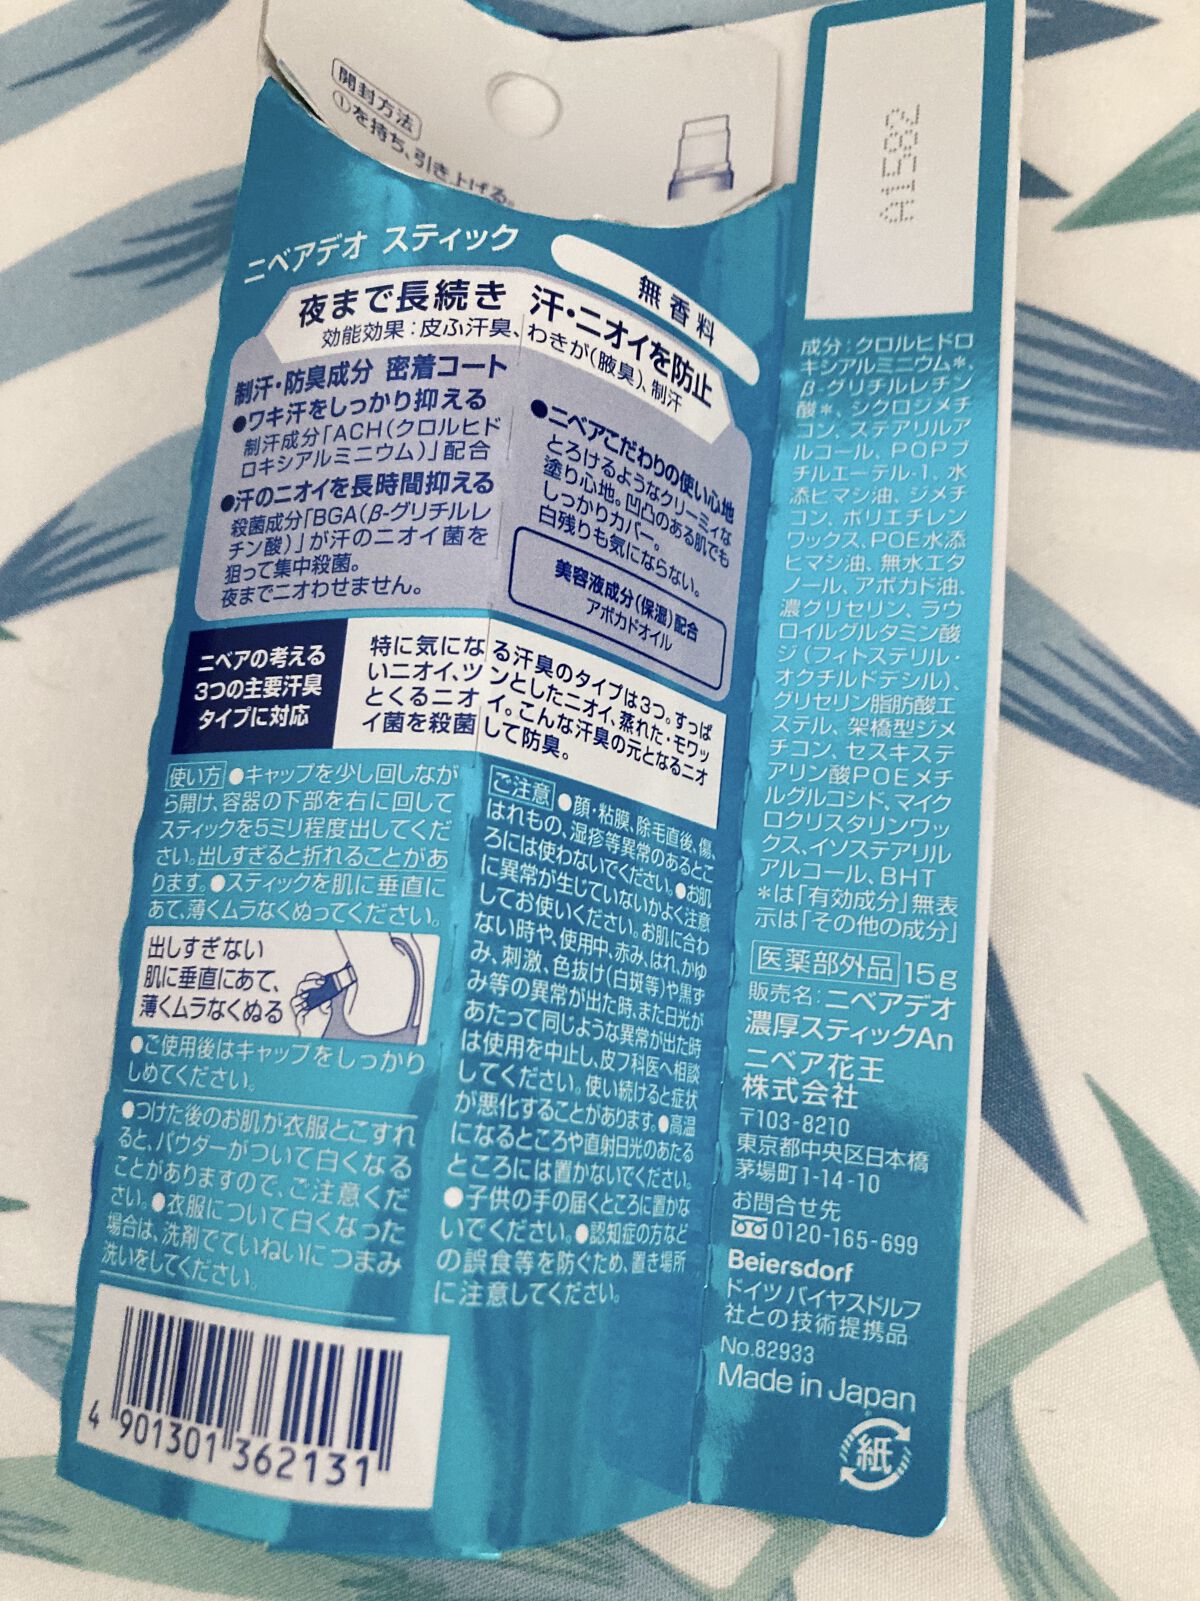 開封方法
①を持ち、引き上げる。
A1582
ニベアデオ スティック
無香料
夜まで長続き 汗・ニオイを防止
効能効果:皮ふ汗臭、わきが(腋臭)、制汗
制汗・防臭成分 密着コート
●ワキ汗をしっかり抑える
制汗成分「ACH(クロルヒド
ロキシアルミニウム)」配合
●汗のニオイを長時間抑える
殺菌成分「BGA(β-グリチルレ
チン酸)」が汗のニオイ菌を
狙って集中殺菌。
夜までニオわせません。
●ニベアこだわりの使い心地
とろけるようなクリーミィな
塗り心地。凹凸のある肌でも
しっかりカバー。
白残りも気にならない。
美容液成分(保湿)配合
アボカドオイル
ニベアの考える
3つの主要汗臭
タイプに対応
特に気になる汗臭のタイプは3つ。すっぱ
いニオイ、ツンとしたニオイ、蒸れた・モワッ
とくるニオイ。こんな汗臭の元となるニオ
イ菌を殺菌して防臭。
使い方 ●キャップを少し回しなが
ら開け、容器の下部を右に回して
スティックを5ミリ程度出してくだ
さい。出しすぎると折れることがあ
ります。●スティックを肌に垂直に
あて、薄くムラなくぬってください。
出しすぎない
肌に垂直にあて、
薄くムラなくぬる
●ご使用後はキャップをしっかり
しめてください。
●つけた後のお肌が衣服とこすれ
ると、パウダーがついて白くなる
ことがありますので、ご注意くだ
さい。●衣服について白くなった
場合は、洗剤でていねいにつまみ
洗いをしてください。
ご注意 ●顔・粘膜、除毛直後、傷、
はれもの、湿疹等異常のあるとこ
ろには使わないでください。●お肌
に異常が生じていないかよく注意
してお使いください。お肌に合わ
ない時や、使用中、赤み、はれ、かゆ
み、刺激、色抜け(白斑等)や黒ず
み等の異常が出た時、また日光が
あたって同じような異常が出た時
は使用を中止し、皮フ科医へ相談
してください。使い続けると症状
が悪化することがあります。●高温
になるところや直射日光のあたる
ところには置かないでください。
●子供の手の届くところに置かな
いでください。●認知症の方など
の誤食等を防ぐため、置き場所
に注意してください。
成分:クロルヒドロ
キシアルミニウム*、
β-グリチルレチン
酸*、シクロジメチ
コン、ステアリルア
ルコール、POPブ
チルエーテル-1、水
添ヒマシ油、ジメチ
コン、ポリエチレン
ワックス、POE水添
ヒマシ油、無水エタ
ノール、アボカド油、
濃グリセリン、ラウ
ロイルグルタミン酸
ジ(フィトステリル・
オクチルドデシル)、
グリセリン脂肪酸エ
ステル、架橋型ジメ
チコン、セスキステ
アリン酸POEメチ
ルグルコシド、マイク
ロクリスタリンワッ
クス、イソステアリル
アルコール、BHT
*は「有効成分」無表
示は「その他の成分」
医薬部外品 15g
販売名:ニベアデオ
濃厚スティックAn
ニベア花王
株式会社
〒103-8210
東京都中央区日本橋
茅場町1-14-10
お問合せ先
0120-165-699
Beiersdorf
ドイツ バイヤスドルフ
社との技術提携品
No.82933
Made in Japan
紙
4 901301 362131